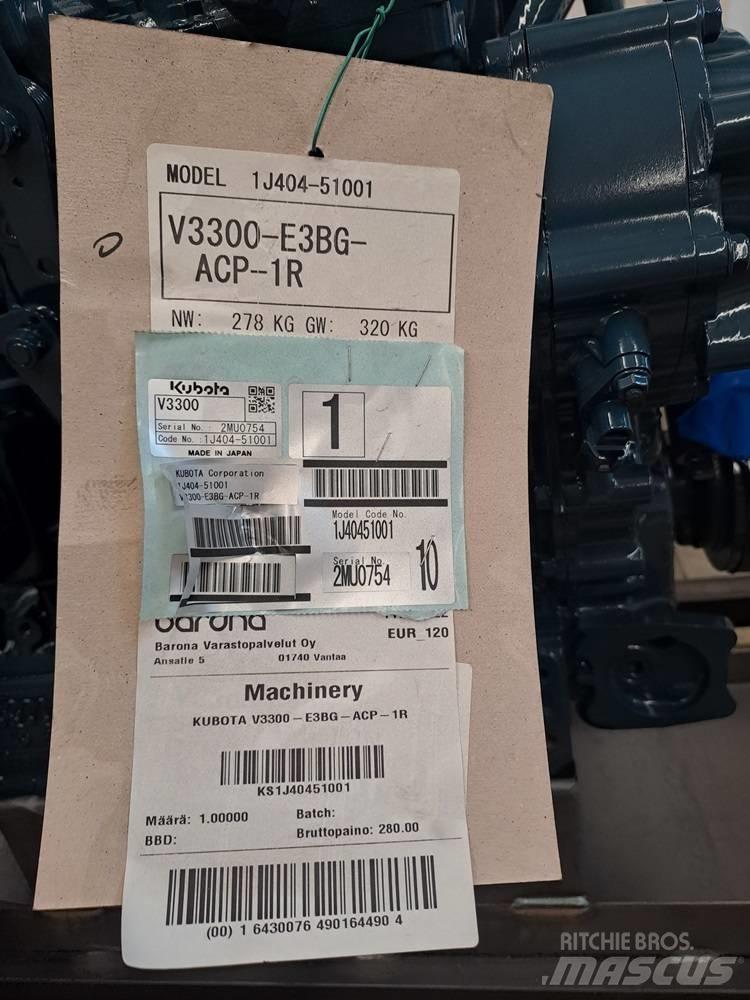 MODEL 1J404-51001
V3300-E3BG-
ACP-1R
NW: 278 KG GW: 320 KG
Kubota
V3300
Serial No.: 2MU0754
Code No.: 1J404-51001
MADE IN JAPAN
1
KUBOTA Corporation
1J404-51001
V3300-E3BG-ACP-1R
Model Code No.
1J40451001
Serial No.
2MU0754
10
barona
EUR_120
Barona Varastopalvelut Oy
Ansatie 5 01740 Vantaa
Machinery
KUBOTA V3300-E3BG-ACP-1R
KS1J40451001
Määrä: 1.00000 Batch:
BBD: Bruttopaino: 280.00
(00) 1 6430076 490164490 4
RITCHIE BROS.
MASCUS